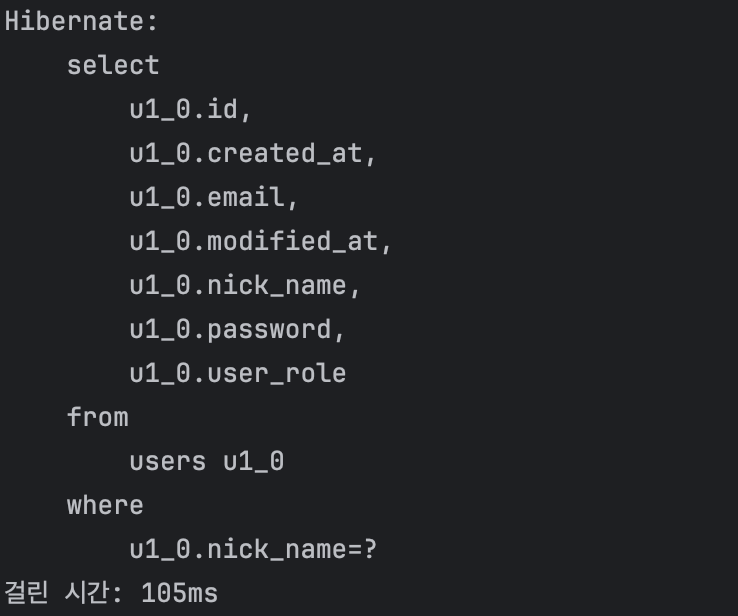 Hibernate:
    select
        u1_0.id,
        u1_0.created_at,
        u1_0.email,
        u1_0.modified_at,
        u1_0.nick_name,
        u1_0.password,
        u1_0.user_role
    from
        users u1_0
    where
        u1_0.nick_name=?
걸린 시간: 105ms